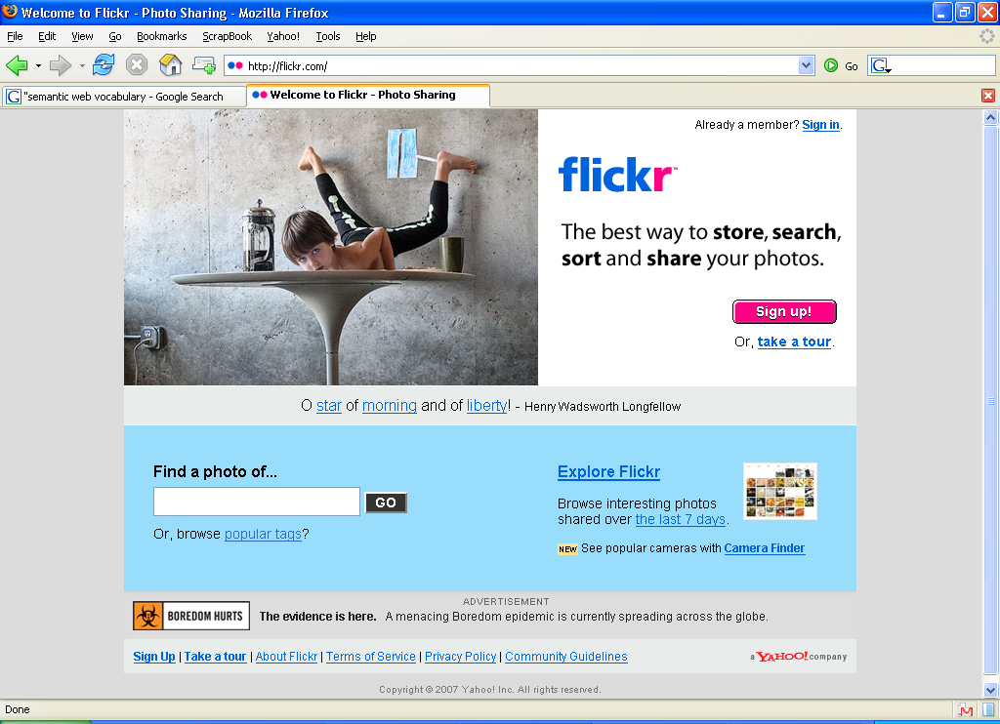 Welcome to Flickr - Photo Sharing - Mozilla Firefox
File Edit View Go Bookmarks ScrapBook Yahoo! Tools Help
http://flickr.com/ Go G
G "semantic web vocabulary - Google Search Welcome to Flickr - Photo Sharing
Already a member? Sign in.
flickr™
The best way to store, search,
sort and share your photos.
Sign up!
Or, take a tour.
O star of morning and of liberty! - Henry Wadsworth Longfellow
Find a photo of...
GO
Or, browse popular tags?
Explore Flickr
Browse interesting photos
shared over the last 7 days.
NEW See popular cameras with Camera Finder
ADVERTISEMENT
BOREDOM HURTS The evidence is here. A menacing Boredom epidemic is currently spreading across the globe.
Sign Up | Take a tour | About Flickr | Terms of Service | Privacy Policy | Community Guidelines
a YAHOO! company
Copyright © 2007 Yahoo! Inc. All rights reserved.
Done